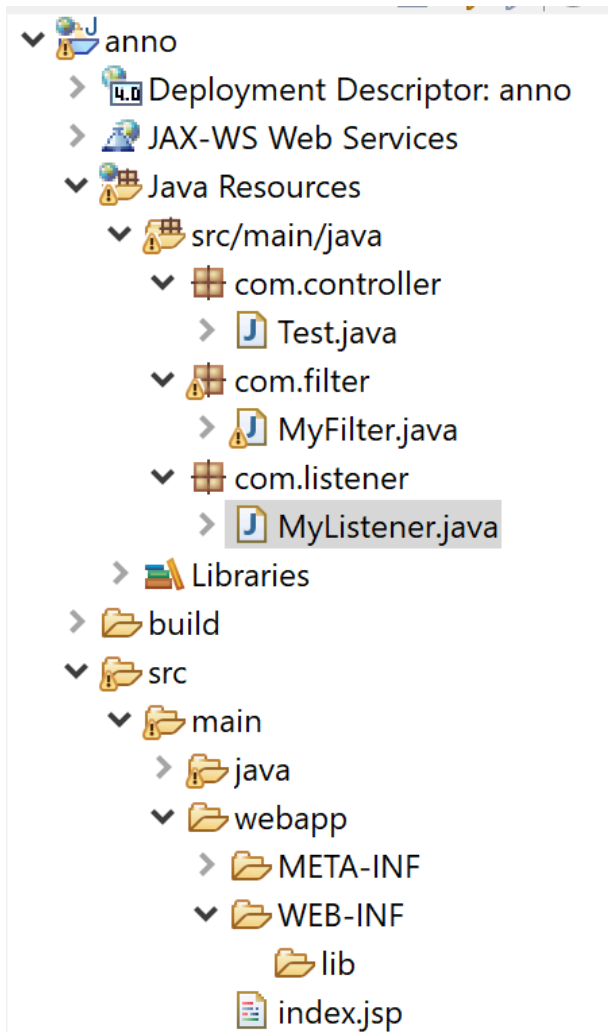 anno
4.0 Deployment Descriptor: anno
JAX-WS Web Services
Java Resources
src/main/java
com.controller
J Test.java
com.filter
J MyFilter.java
com.listener
J MyListener.java
Libraries
build
src
main
java
webapp
META-INF
WEB-INF
lib
index.jsp